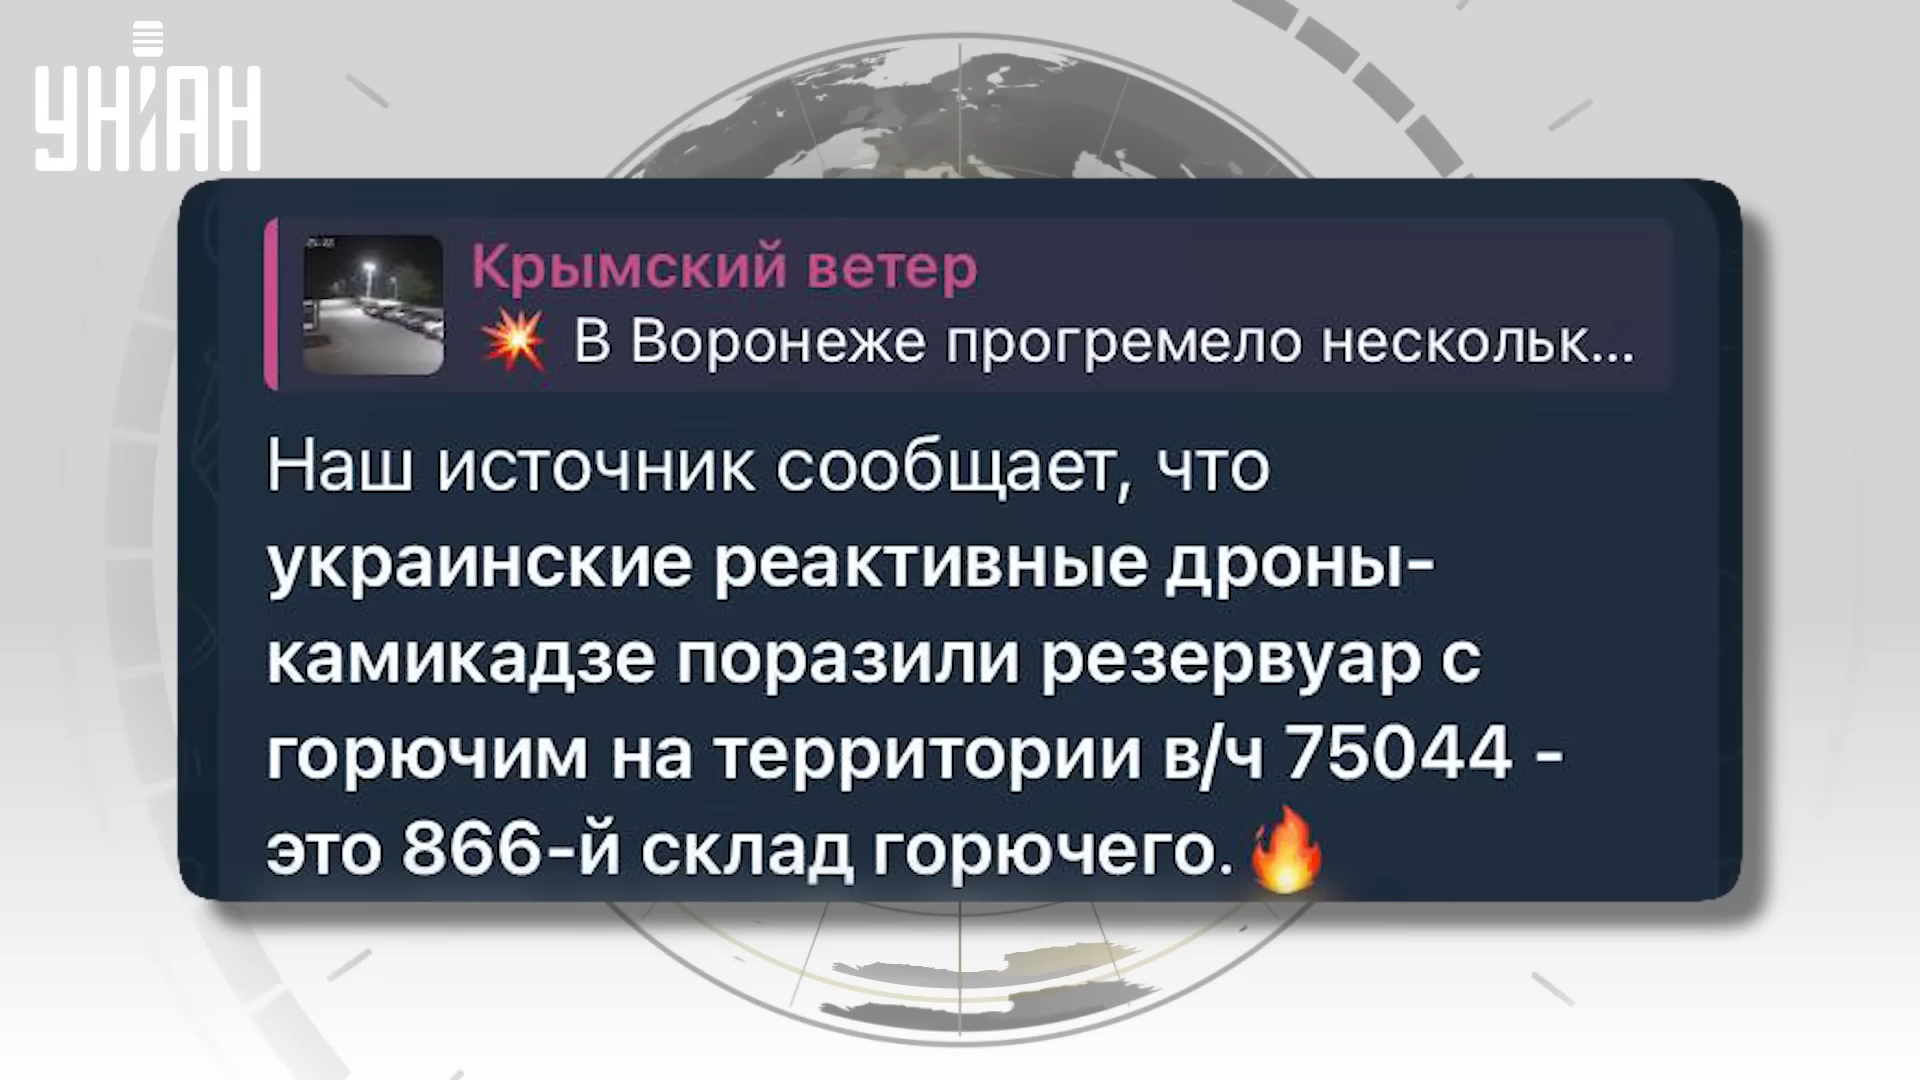 УНІАН
Крымский ветер
💥 В Воронеже прогремело нескольк...
Наш источник сообщает, что
украинские реактивные дроны-
камикадзе поразили резервуар с
горючим на территории в/ч 75044 -
это 866-й склад горючего.🔥